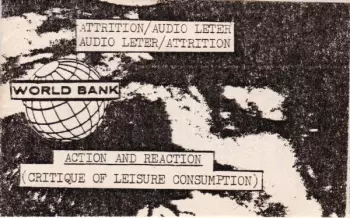 ATTRITION/AUDIO LETER
AUDIO LETER/ATTRITION
WORLD BANK
ACTION AND REACTION
(CRITIQUE OF LEISURE CONSUMPTION)